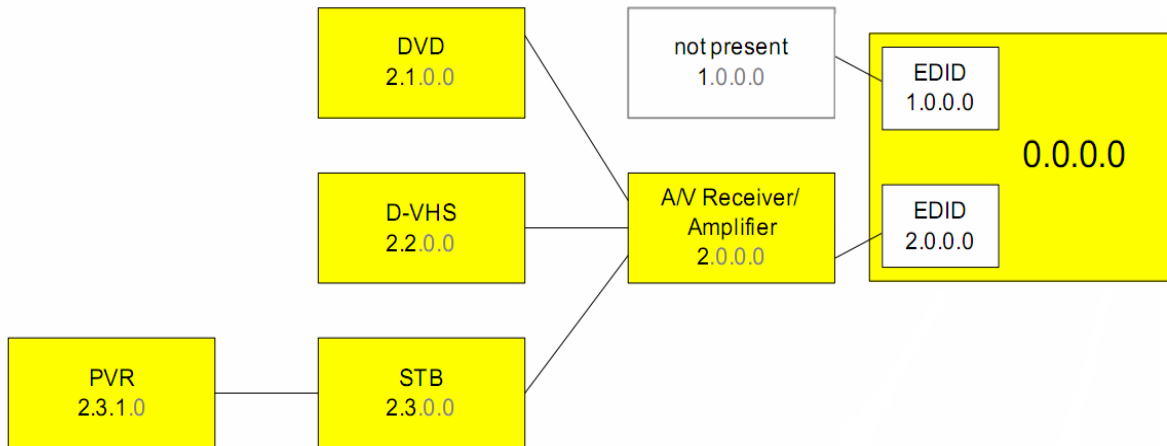 DVD
2.1.0.0
not present
1.0.0.0
EDID
1.0.0.0
0.0.0.0
D-VHS
2.2.0.0
A/V Receiver/
Amplifier
2.0.0.0
EDID
2.0.0.0
PVR
2.3.1.0
STB
2.3.0.0